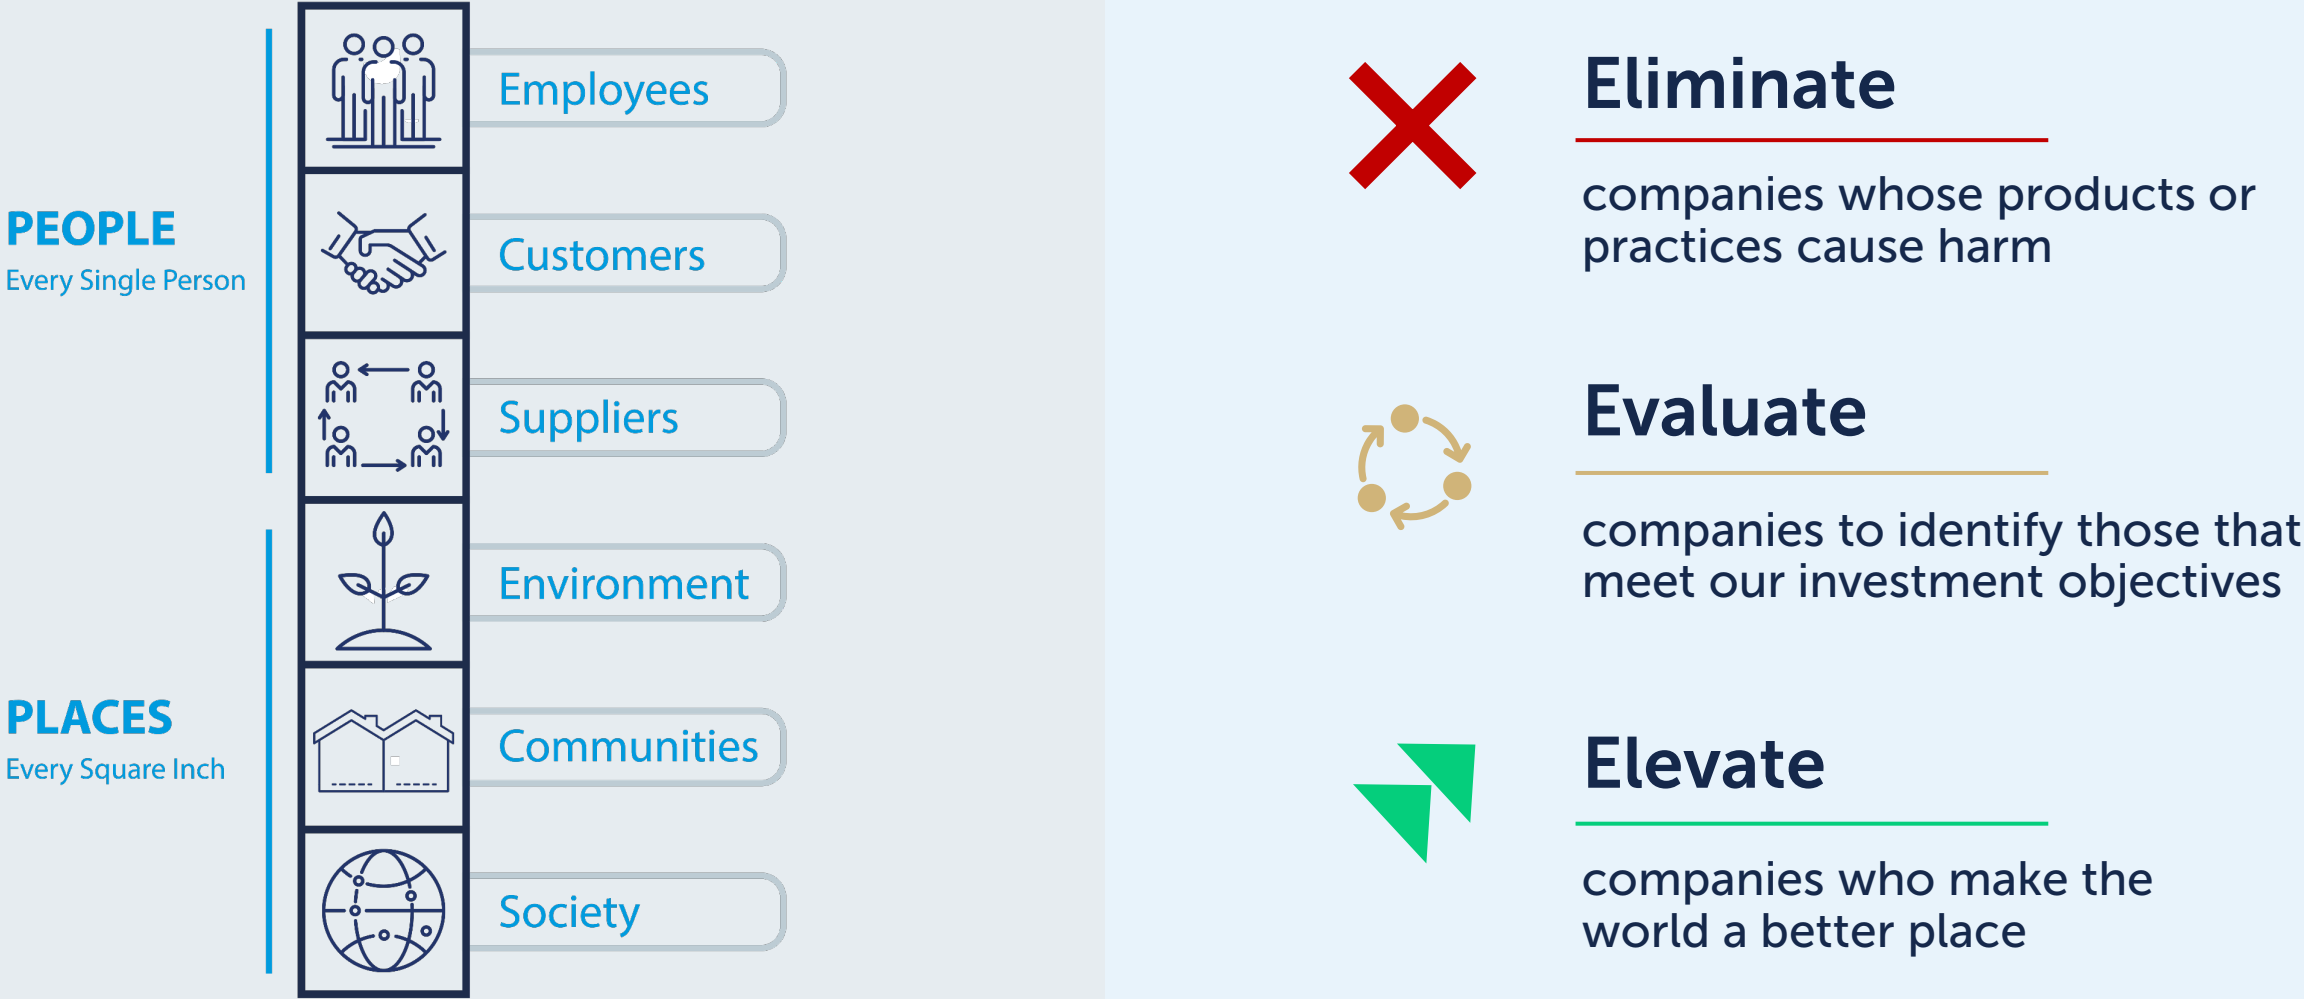 PEOPLE
Every Single Person
Employees
Customers
Suppliers
PLACES
Every Square Inch
Environment
Communities
Society
Eliminate
companies whose products or
practices cause harm
Evaluate
companies to identify those that
meet our investment objectives
Elevate
companies who make the
world a better place